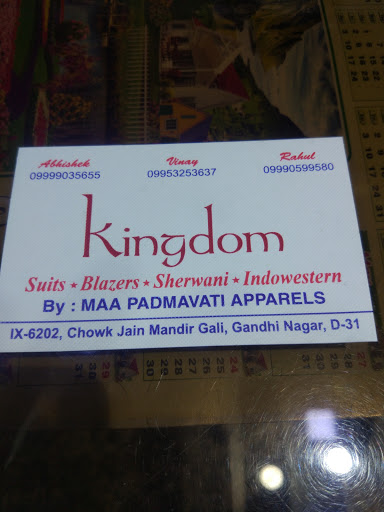 Abhishek Vinay Rahul
09999035655 09953253637 09990599580
Kingdom
Suits ★ Blazers ★ Sherwani ★ Indowestern
By : MAA PADMAVATI APPARELS
IX-6202, Chowk Jain Mandir Gali, Gandhi Nagar, D-31